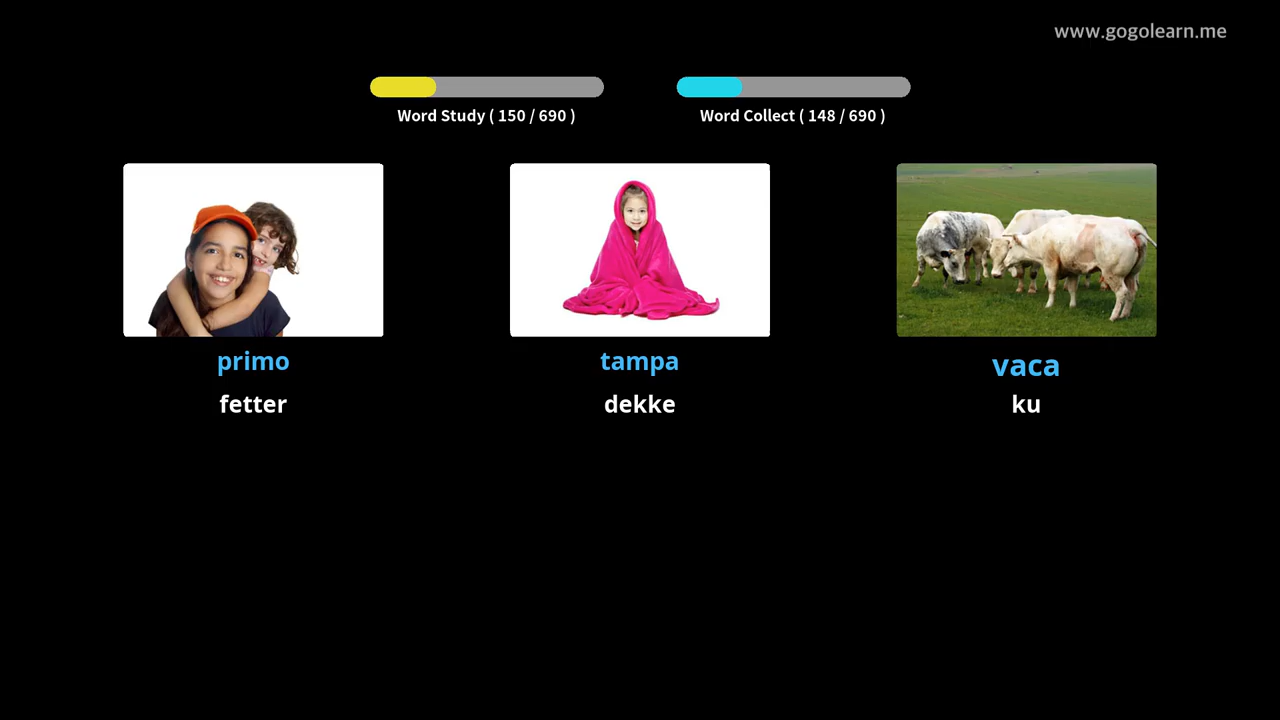 www.gogolearn.me
Word Study ( 150 / 690 )
Word Collect ( 148 / 690 )
primo
fetter
tampa
dekke
vaca
ku